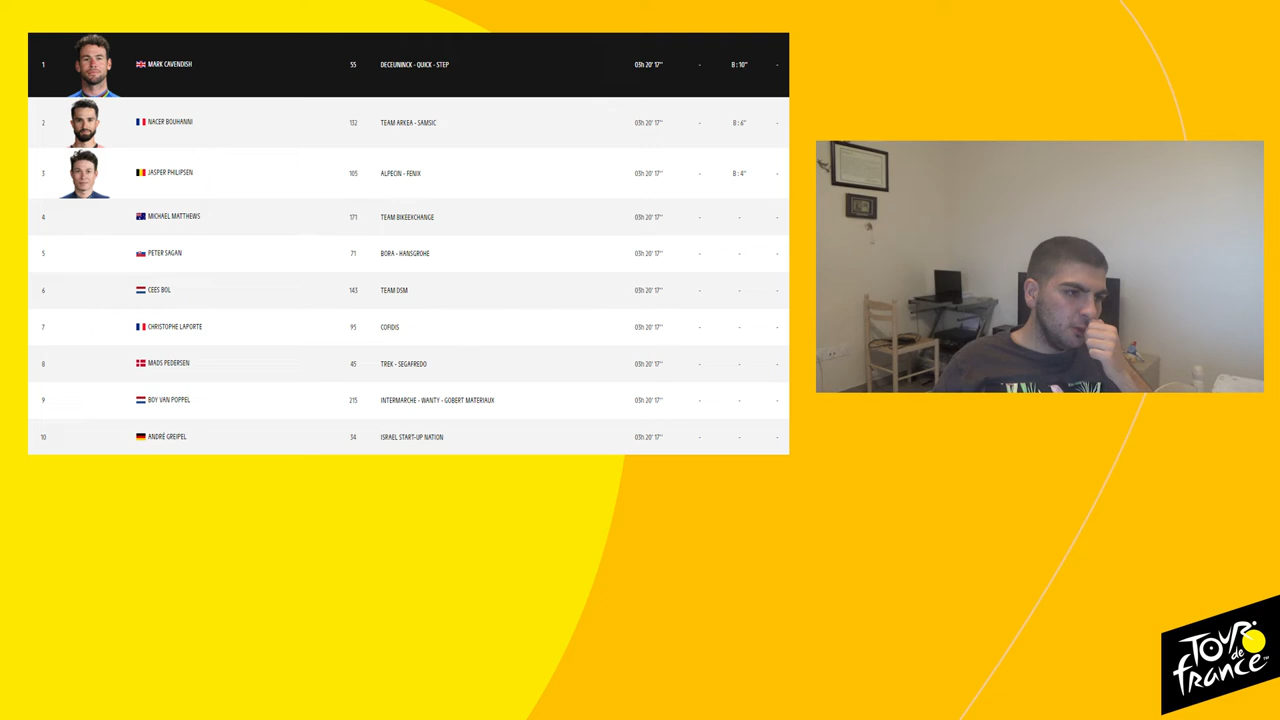 1 MARK CAVENDISH 55 DECEUNINCK - QUICK - STEP 03h 20' 17'' - B : 10'' -
2 NACER BOUHANNI 132 TEAM ARKEA - SAMSIC 03h 20' 17'' - B : 6'' -
3 JASPER PHILIPSEN 105 ALPECIN - FENIX 03h 20' 17'' - B : 4'' -
4 MICHAEL MATTHEWS 171 TEAM BIKEEXCHANGE 03h 20' 17'' - - -
5 PETER SAGAN 71 BORA - HANSGROHE 03h 20' 17'' - - -
6 CEES BOL 143 TEAM DSM 03h 20' 17'' - - -
7 CHRISTOPHE LAPORTE 95 COFIDIS 03h 20' 17'' - - -
8 MADS PEDERSEN 45 TREK - SEGAFREDO 03h 20' 17'' - - -
9 BOY VAN POPPEL 215 INTERMARCHE - WANTY - GOBERT MATERIAUX 03h 20' 17'' - - -
10 ANDRÉ GREIPEL 34 ISRAEL START-UP NATION 03h 20' 17'' - - -
TOUR
de
france